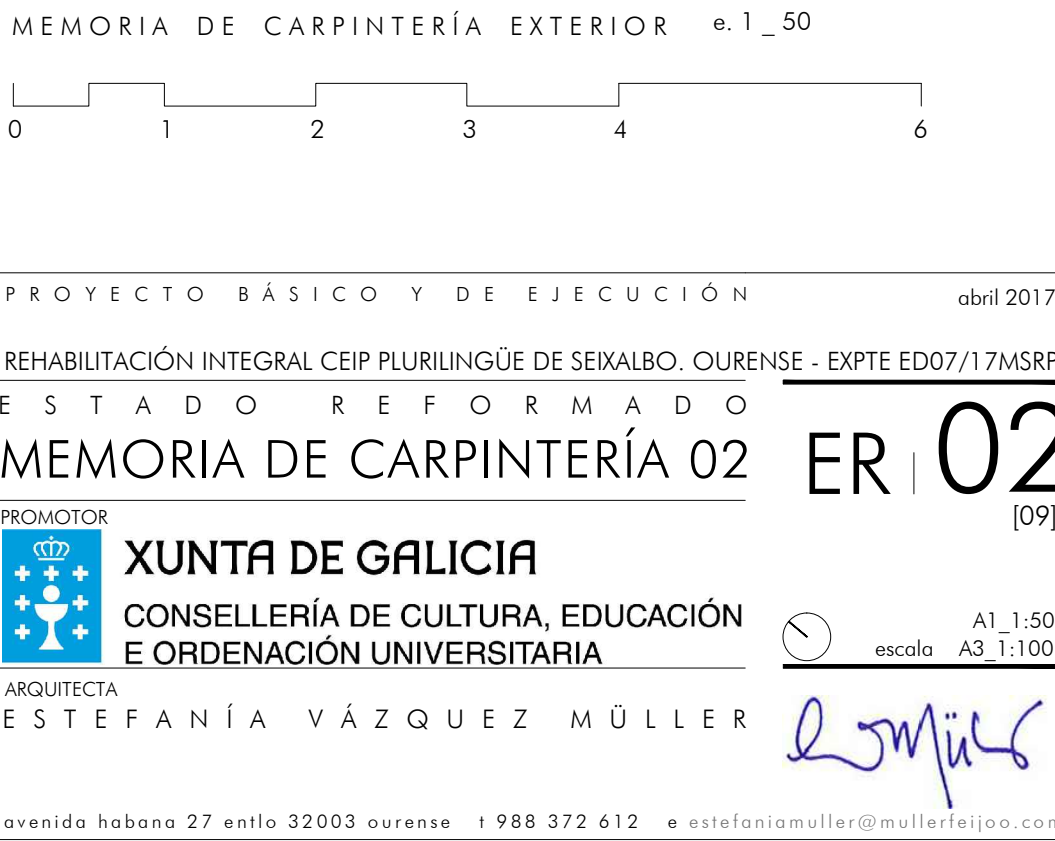 MEMORIA DE CARPINTERÍA EXTERIOR e. 1 _ 50
0 1 2 3 4 6
PROYECTO BÁSICO Y DE EJECUCIÓN abril 2017
REHABILITACIÓN INTEGRAL CEIP PLURILINGÜE DE SEIXALBO. OURENSE - EXPTE ED07/17MSRP
ESTADO REFORMADO
MEMORIA DE CARPINTERÍA 02
ER 02
[09]
PROMOTOR
XUNTA DE GALICIA
CONSELLERÍA DE CULTURA, EDUCACIÓN
E ORDENACIÓN UNIVERSITARIA
A1_1:50
escala A3_1:100
ARQUITECTA
ESTEFANÍA VÁZQUEZ MÜLLER
avenida habana 27 entlo 32003 ourense t 988 372 612 e estefaniamuller@mullerfeijoo.com